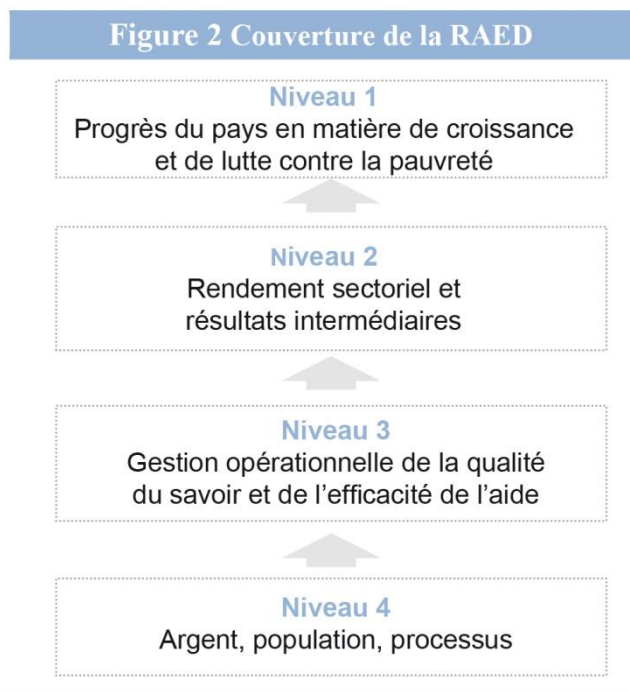 Figure 2 Couverture de la RAED
Niveau 1
Progrès du pays en matière de croissance
et de lutte contre la pauvreté
Niveau 2
Rendement sectoriel et
résultats intermédiaires
Niveau 3
Gestion opérationnelle de la qualité
du savoir et de l'efficacité de l'aide
Niveau 4
Argent, population, processus